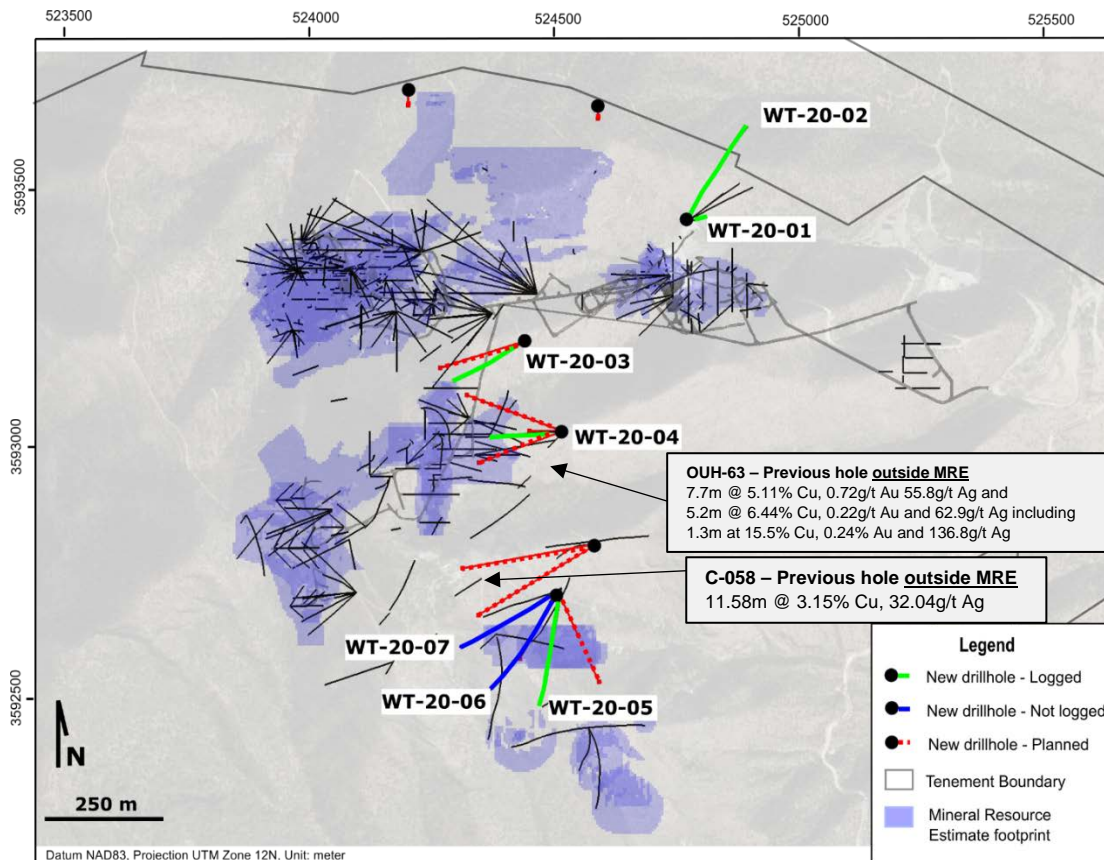 523500
524000
524500
525000
525500
3593500
3593000
3592500
WT-20-02
WT-20-01
WT-20-03
WT-20-04
OUH-63 – Previous hole outside MRE
7.7m @ 5.11% Cu, 0.72g/t Au 55.8g/t Ag and
5.2m @ 6.44% Cu, 0.22g/t Au and 62.9g/t Ag including
1.3m at 15.5% Cu, 0.24% Au and 136.8g/t Ag
C-058 – Previous hole outside MRE
11.58m @ 3.15% Cu, 32.04g/t Ag
WT-20-07
WT-20-06
WT-20-05
N
250 m
Legend
New drillhole - Logged
New drillhole - Not logged
New drillhole - Planned
Tenement Boundary
Mineral Resource
Estimate footprint
Datum NAD83, Projection UTM Zone 12N, Unit: meter